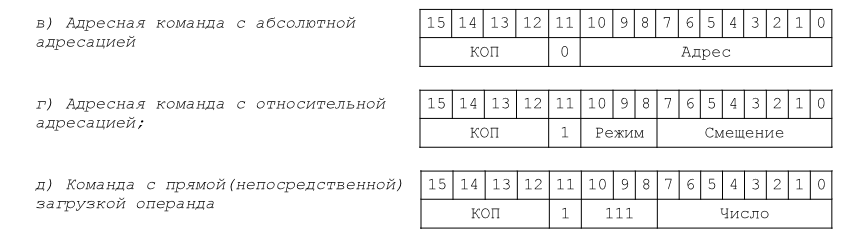 в) Адресная команда с абсолютной
адресацией
15 14 13 12 11 10 9 8 7 6 5 4 3 2 1 0
КОП 0 Адрес
г) Адресная команда с относительной
адресацией;
15 14 13 12 11 10 9 8 7 6 5 4 3 2 1 0
КОП 1 Режим Смещение
д) Команда с прямой(непосредственной)
загрузкой операнда
15 14 13 12 11 10 9 8 7 6 5 4 3 2 1 0
КОП 1 111 Число